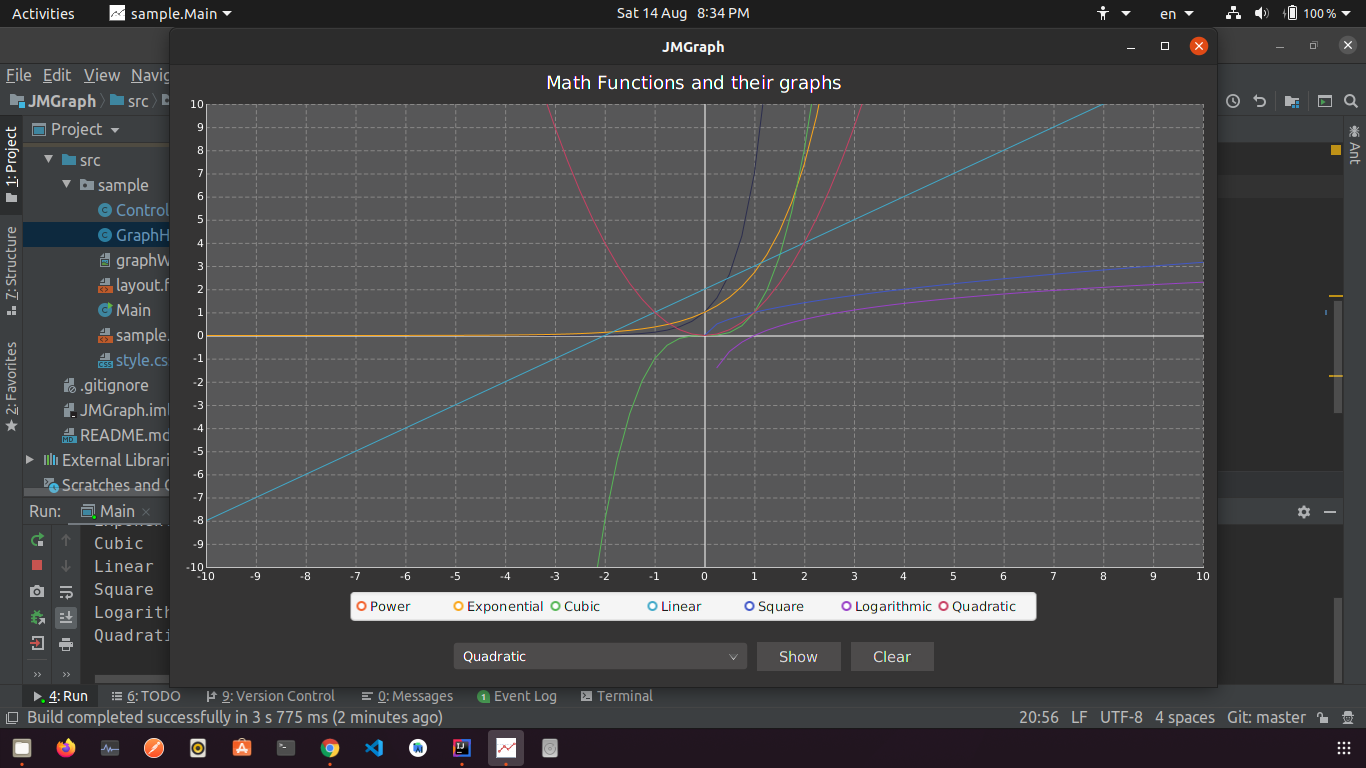 Activities sample.Main Sat 14 Aug 8:34 PM en 100 %
JMGraph
File Edit View Navig
JMGraph src
Project
src
sample
Control
GraphH
graphW
layout.f
Main
sample.
style.cs
.gitignore
JMGraph.iml
README.md
External Librari
Scratches and C
1: Project
7: Structure
2: Favorites
Ant
Math Functions and their graphs
10
9
8
7
6
5
4
3
2
1
0
-1
-2
-3
-4
-5
-6
-7
-8
-9
-10
-10 -9 -8 -7 -6 -5 -4 -3 -2 -1 0 1 2 3 4 5 6 7 8 9 10
Power Exponential Cubic Linear Square Logarithmic Quadratic
Quadratic Show Clear
Run: Main
Cubic
Linear
Square
Logarith
Quadrati
4: Run 6: TODO 9: Version Control 0: Messages 1 Event Log Terminal
Build completed successfully in 3 s 775 ms (2 minutes ago) 20:56 LF UTF-8 4 spaces Git: master